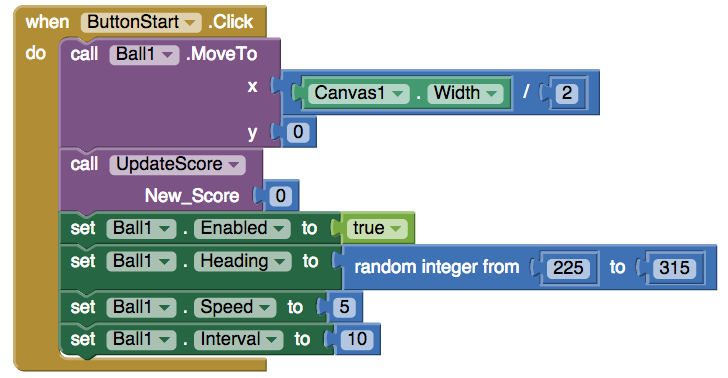 when ButtonStart .Click
do call Ball1 .MoveTo
x Canvas1 . Width / 2
y 0
call UpdateScore
New_Score 0
set Ball1 . Enabled to true
set Ball1 . Heading to random integer from 225 to 315
set Ball1 . Speed to 5
set Ball1 . Interval to 10